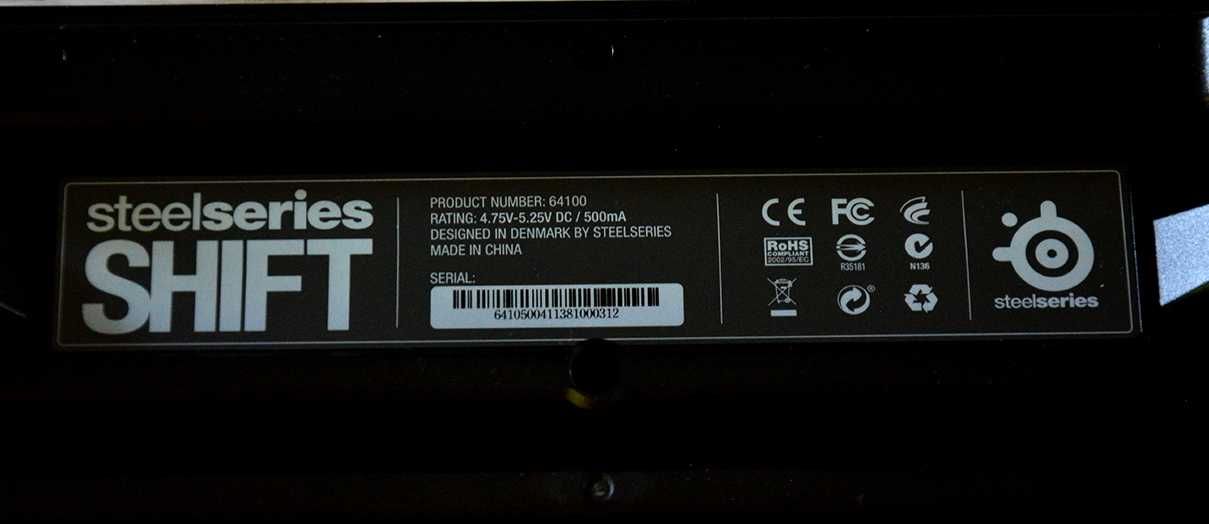 steelseries
SHIFT
PRODUCT NUMBER: 64100
RATING: 4.75V-5.25V DC / 500mA
DESIGNED IN DENMARK BY STEELSERIES
MADE IN CHINA
SERIAL:
6410500411381000312
CE FC
RoHS
COMPLIANT
2002/95/EC
R35181
N136
®
steelseries